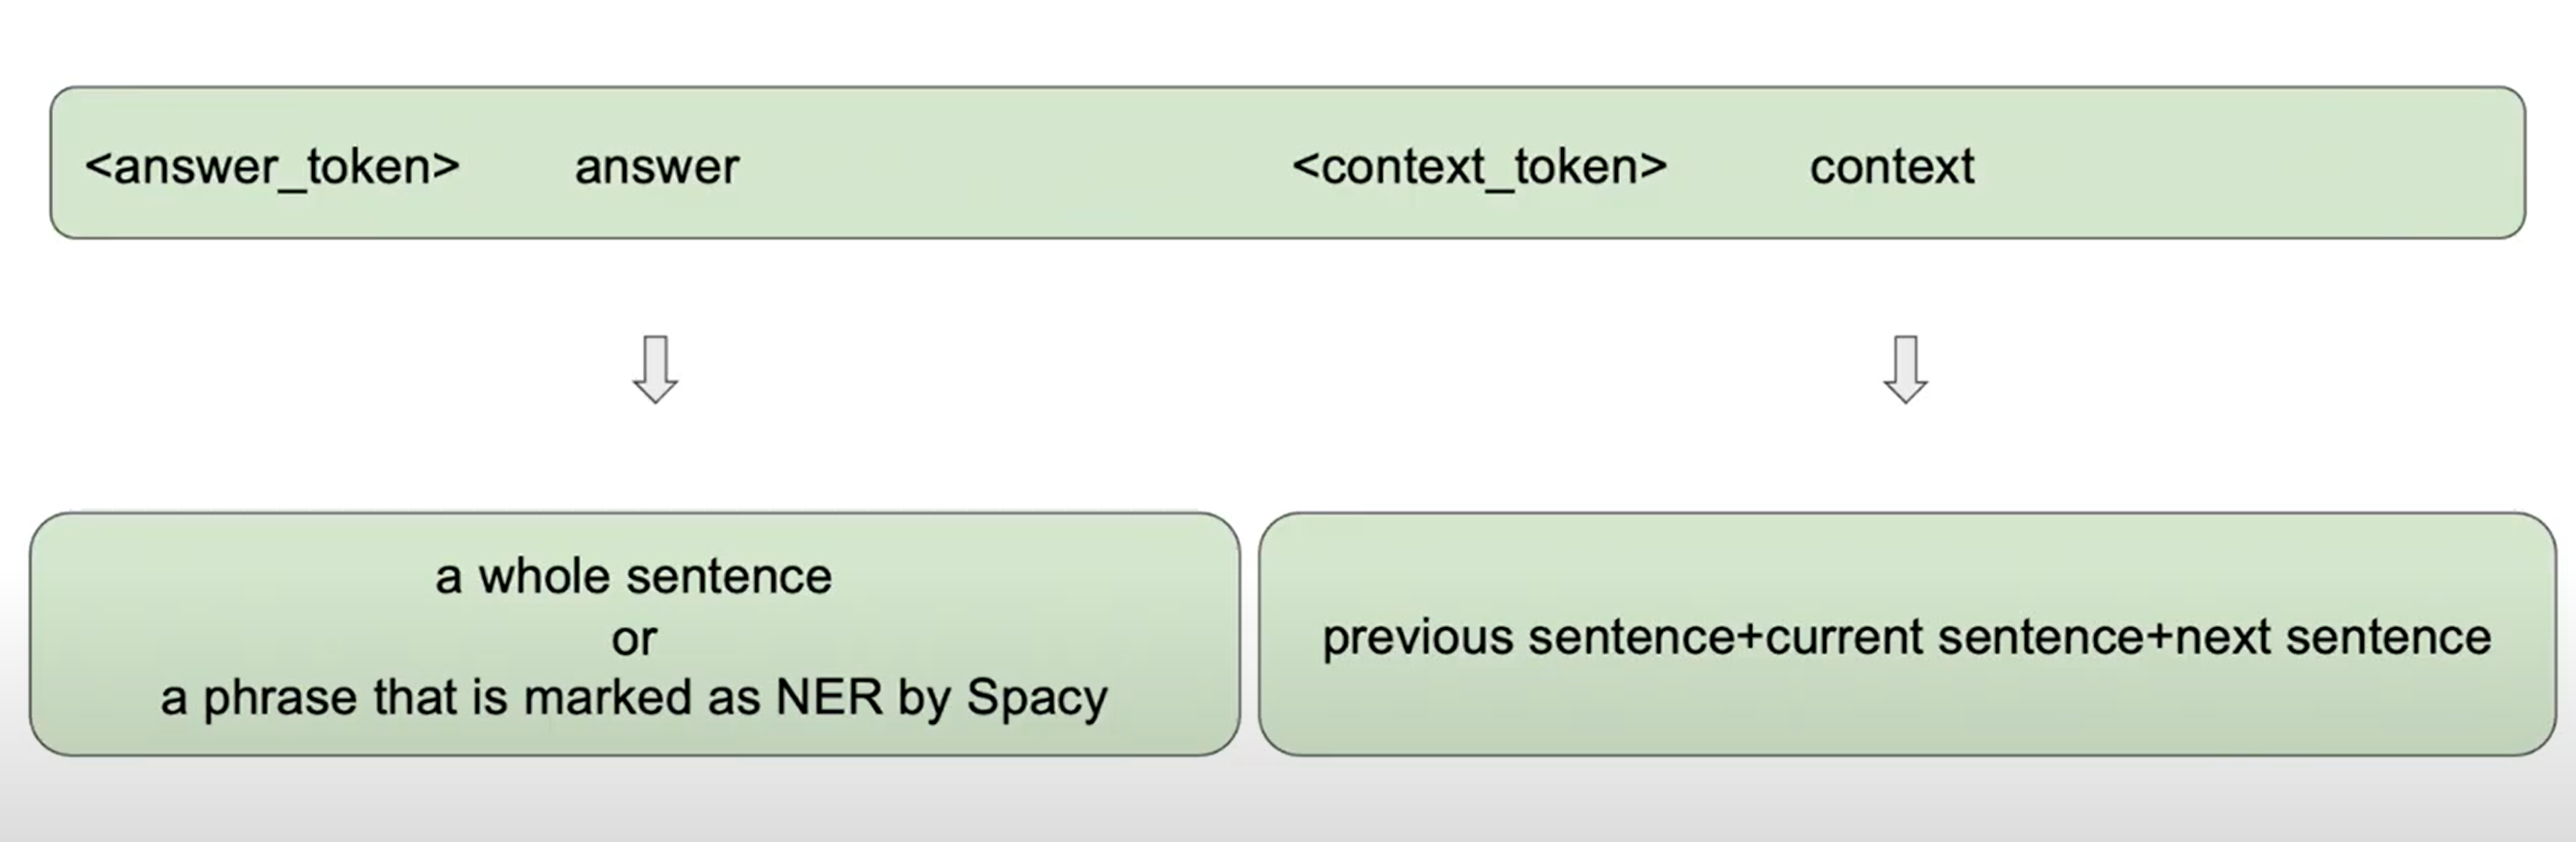 <answer_token> answer <context_token> context
a whole sentence
or
a phrase that is marked as NER by Spacy
previous sentence+current sentence+next sentence